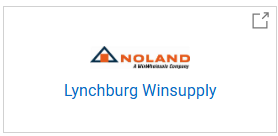 NOLAND
A WinWholesale Company
Lynchburg Winsupply